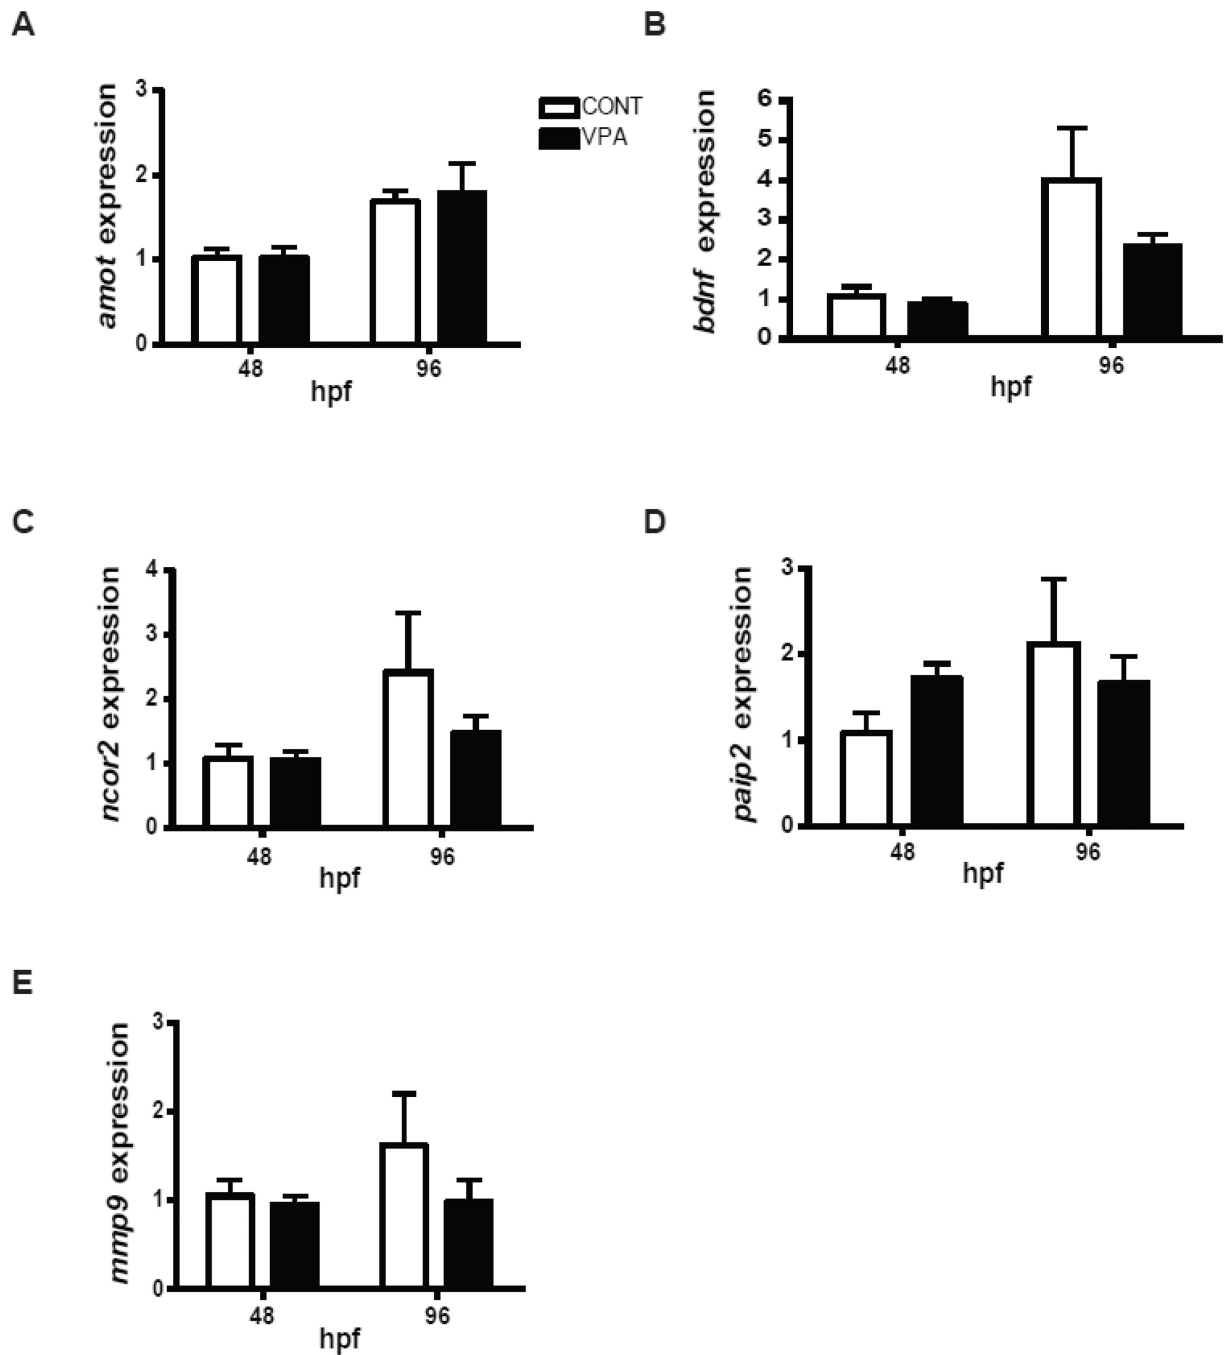 A
amot expression
3
2
1
0
48
96
hpf
CONT
VPA
B
bdnf expression
6
5
4
3
2
1
0
48
96
hpf
C
ncor2 expression
4
3
2
1
0
48
96
hpf
D
paip2 expression
3
2
1
0
48
96
hpf
E
mmp9 expression
3
2
1
0
48
96
hpf